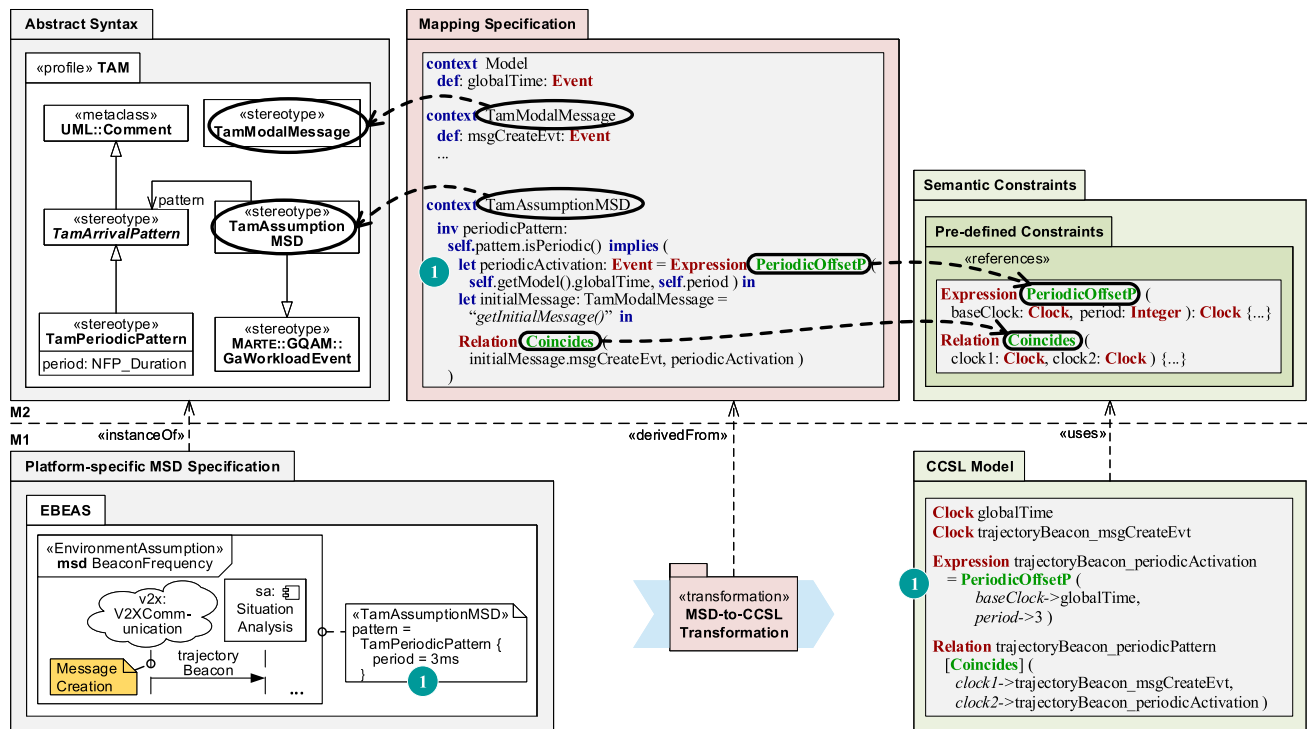 Abstract Syntax
«profile» TAM
«metaclass»
UML::Comment
«stereotype»
TamModalMessage
pattern
«stereotype»
TamArrivalPattern
«stereotype»
TamAssumption
MSD
«stereotype»
TamPeriodicPattern
period: NFP_Duration
«stereotype»
MARTE::GQAM::
GaWorkloadEvent
Mapping Specification
context Model
def: globalTime: Event
context TamModalMessage
def: msgCreateEvt: Event
...
context TamAssumptionMSD
inv periodicPattern:
self.pattern.isPeriodic() implies (
1
let periodicActivation: Event = Expression PeriodicOffsetP (
self.getModel().globalTime, self.period ) in
let initialMessage: TamModalMessage =
“getInitialMessage()” in
Relation Coincides (
initialMessage.msgCreateEvt, periodicActivation )
)
Semantic Constraints
Pre-defined Constraints
«references»
Expression PeriodicOffsetP (
baseClock: Clock, period: Integer ): Clock {...}
Relation Coincides (
clock1: Clock, clock2: Clock ) {...}
M2
M1
«instanceOf»
«derivedFrom»
«uses»
Platform-specific MSD Specification
EBEAS
«EnvironmentAssumption»
msd BeaconFrequency
v2x:
V2XComm-
unication
sa:
Situation
Analysis
Message
Creation
trajectory
Beacon
...
«TamAssumptionMSD»
pattern =
TamPeriodicPattern {
period = 3ms
}
1
«transformation»
MSD-to-CCSL
Transformation
CCSL Model
Clock globalTime
Clock trajectoryBeacon_msgCreateEvt
Expression trajectoryBeacon_periodicActivation
1
= PeriodicOffsetP (
baseClock->globalTime,
period->3 )
Relation trajectoryBeacon_periodicPattern
[Coincides] (
clock1->trajectoryBeacon_msgCreateEvt,
clock2->trajectoryBeacon_periodicActivation )